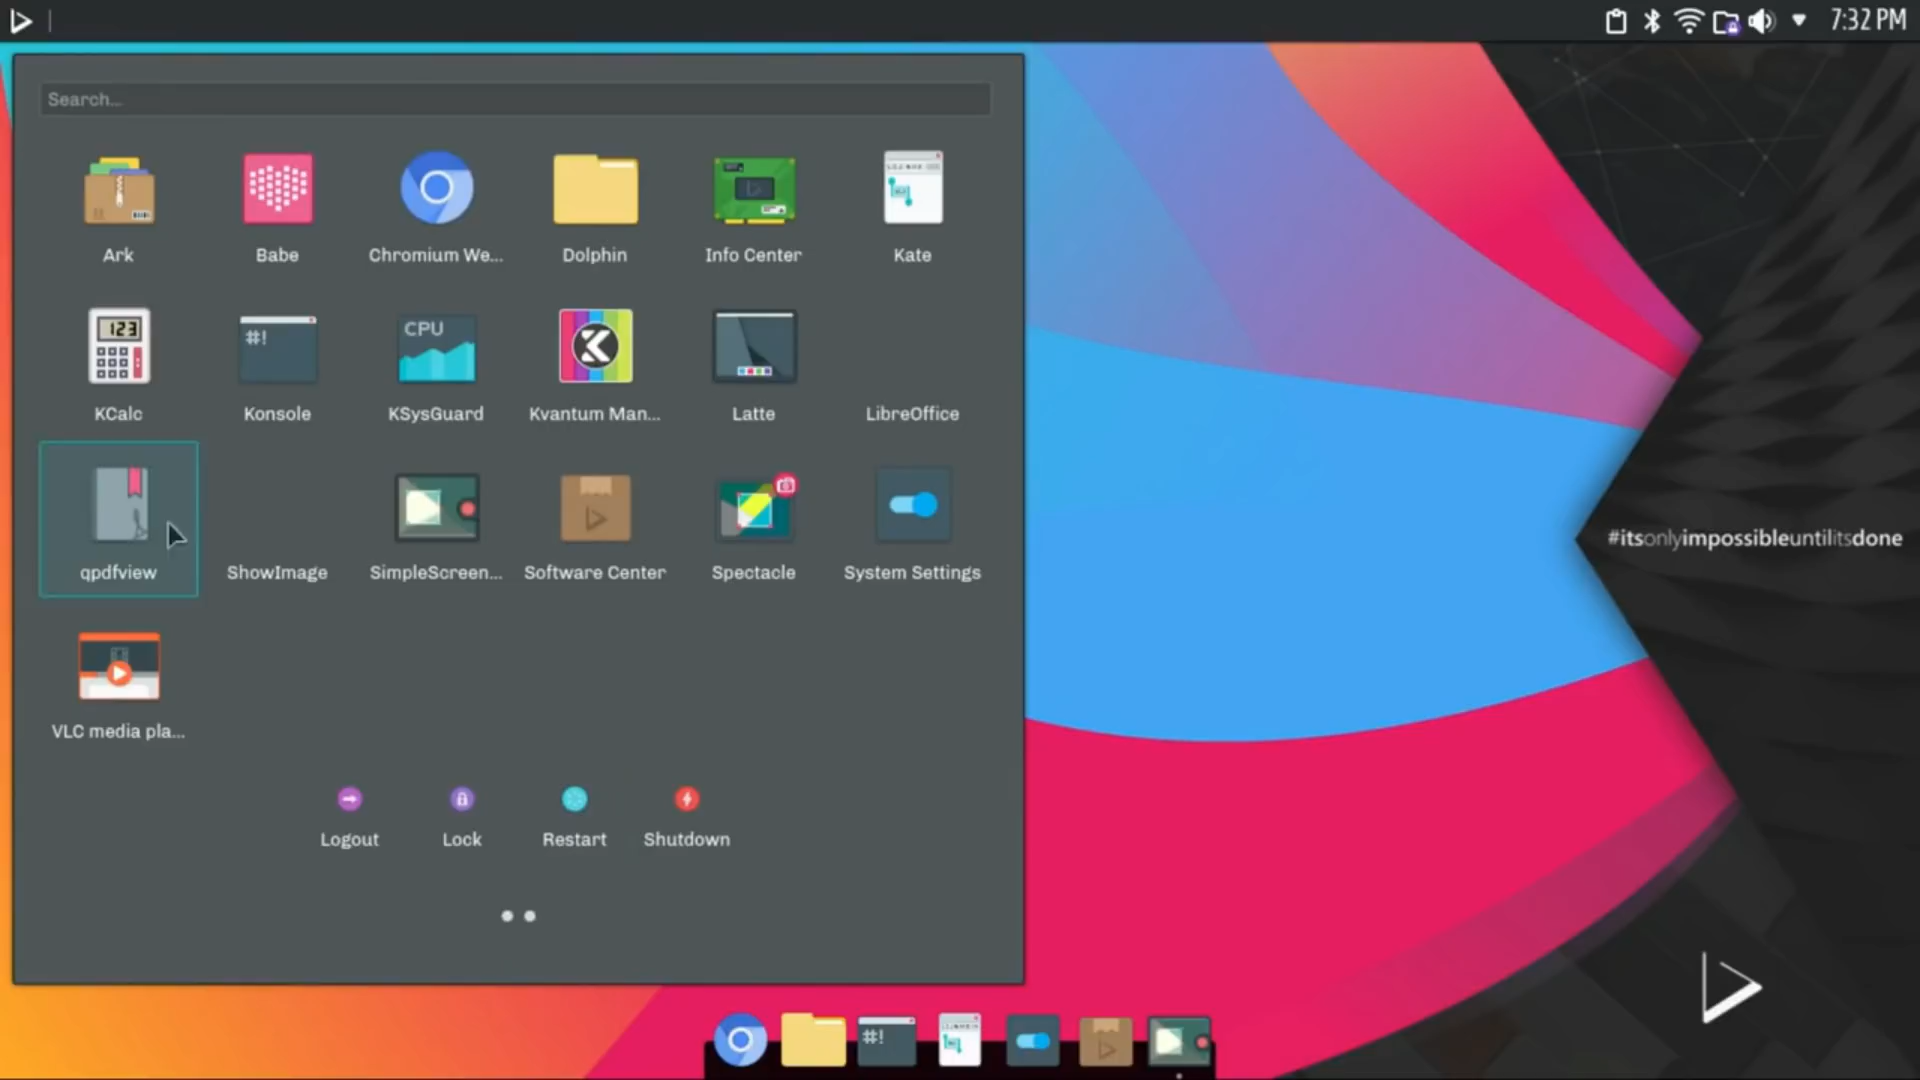 7:32 PM
Search...
Ark
Babe
Chromium We...
Dolphin
Info Center
Kate
123
#!
CPU
KCalc
Konsole
KSysGuard
Kvantum Man...
Latte
LibreOffice
qpdfview
ShowImage
SimpleScreen...
Software Center
Spectacle
System Settings
#itsonlyimpossibleuntilitsdone
VLC media pla...
Logout
Lock
Restart
Shutdown
#!